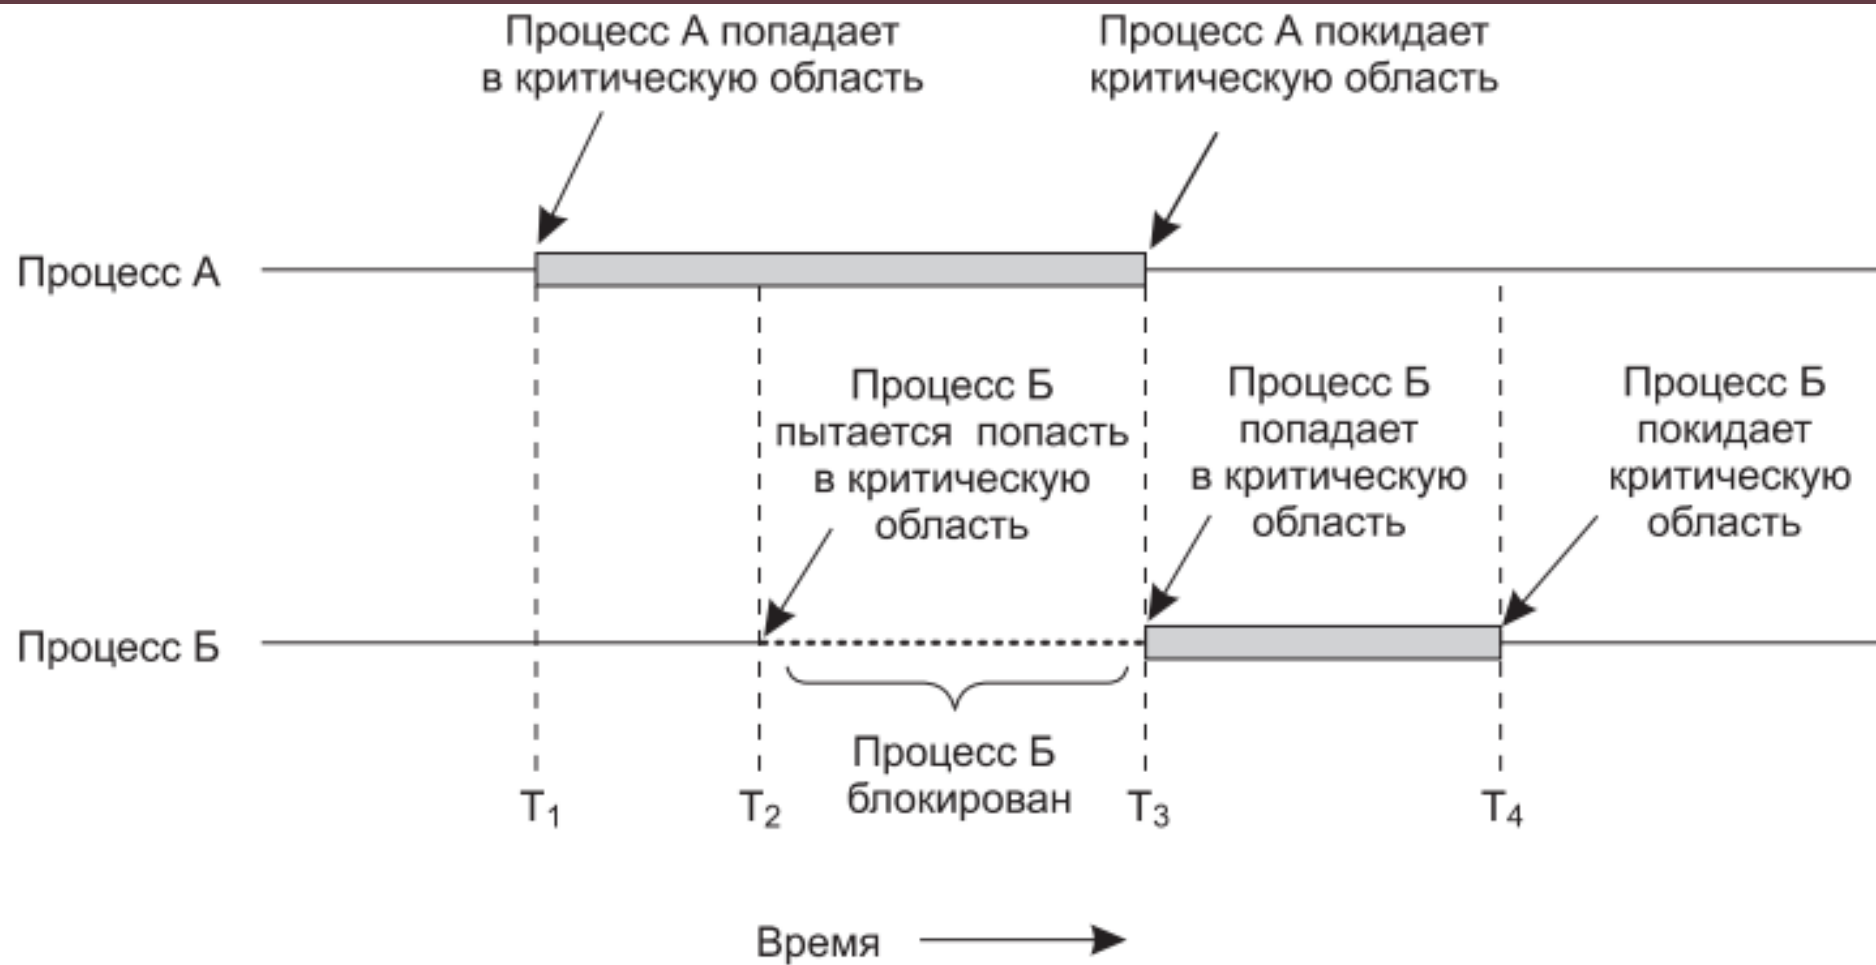 Процесс А попадает
в критическую область
Процесс А покидает
критическую область
Процесс А
Процесс Б
пытается попасть
в критическую
область
Процесс Б
попадает
в критическую
область
Процесс Б
покидает
критическую
область
Процесс Б
Процесс Б
блокирован
T1
T2
T3
T4
Время